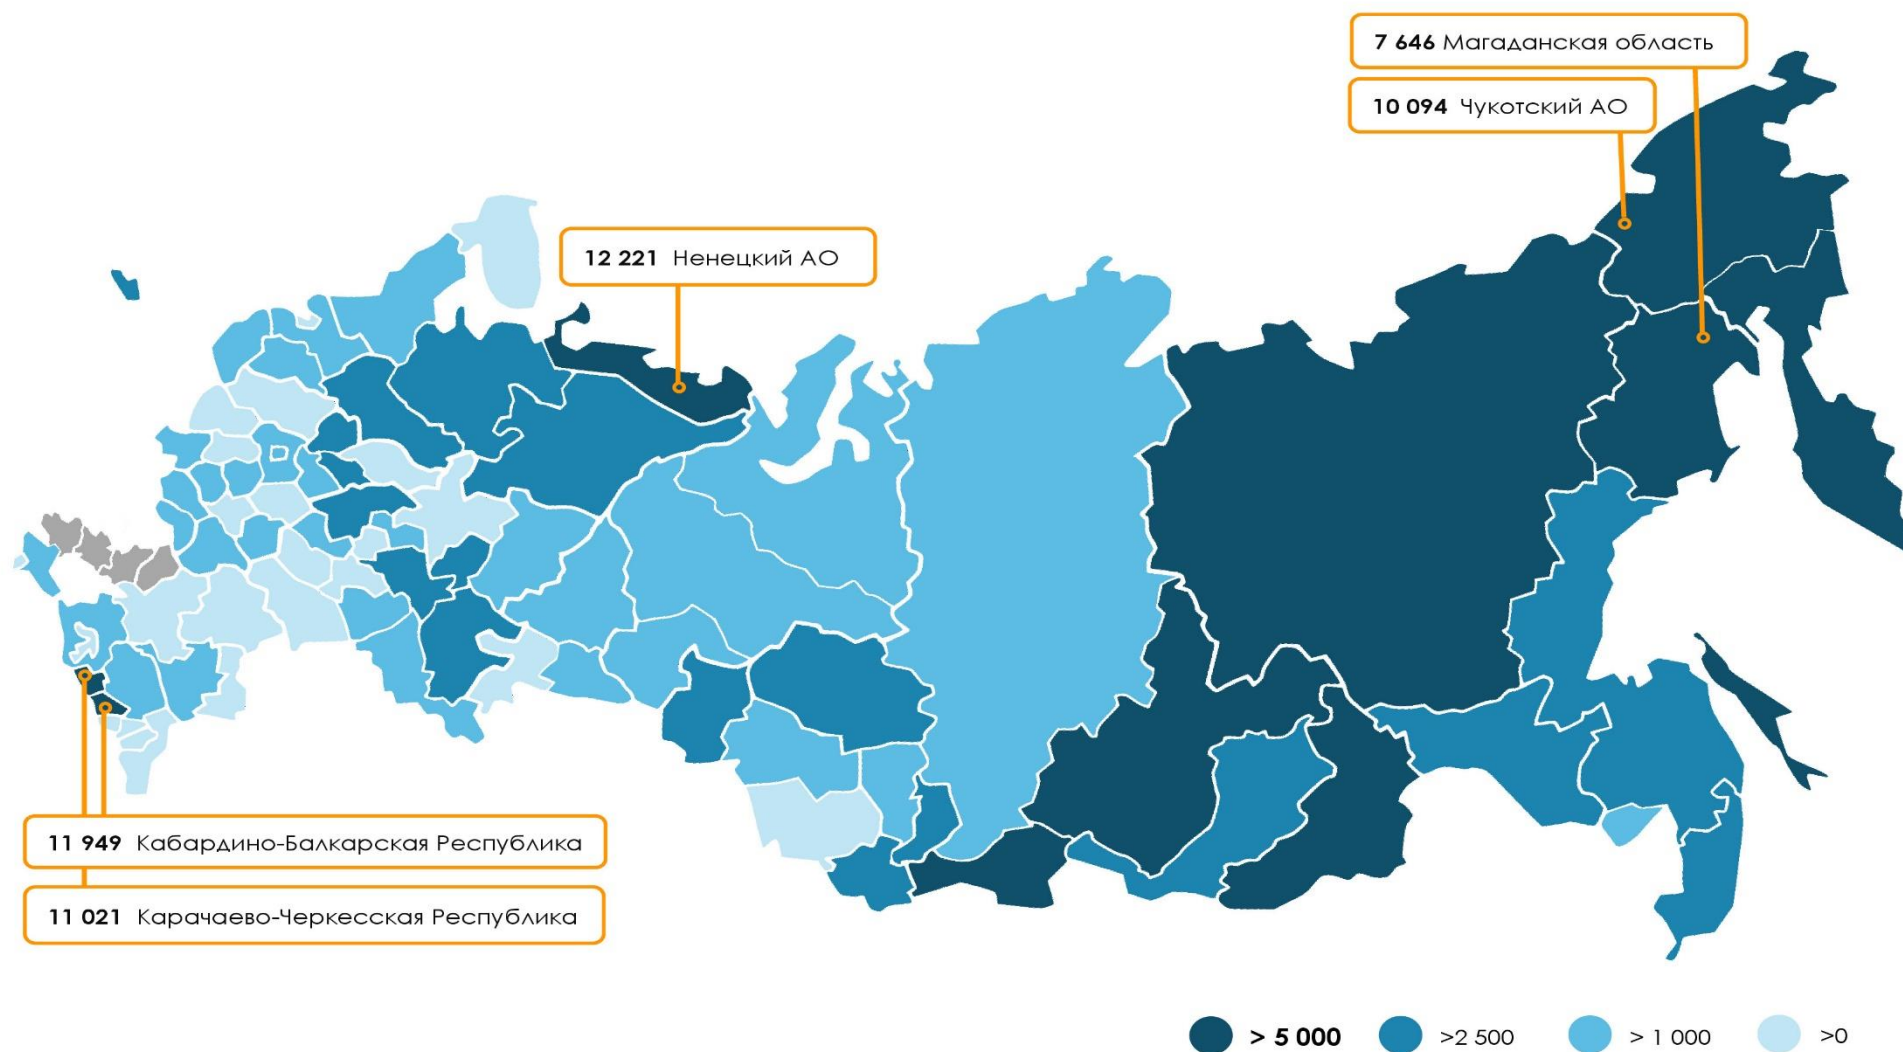 7 646 Магаданская область
10 094 Чукотский АО
12 221 Ненецкий АО
11 949 Кабардино-Балкарская Республика
11 021 Карачаево-Черкесская Республика
> 5 000 >2 500 > 1 000 >0